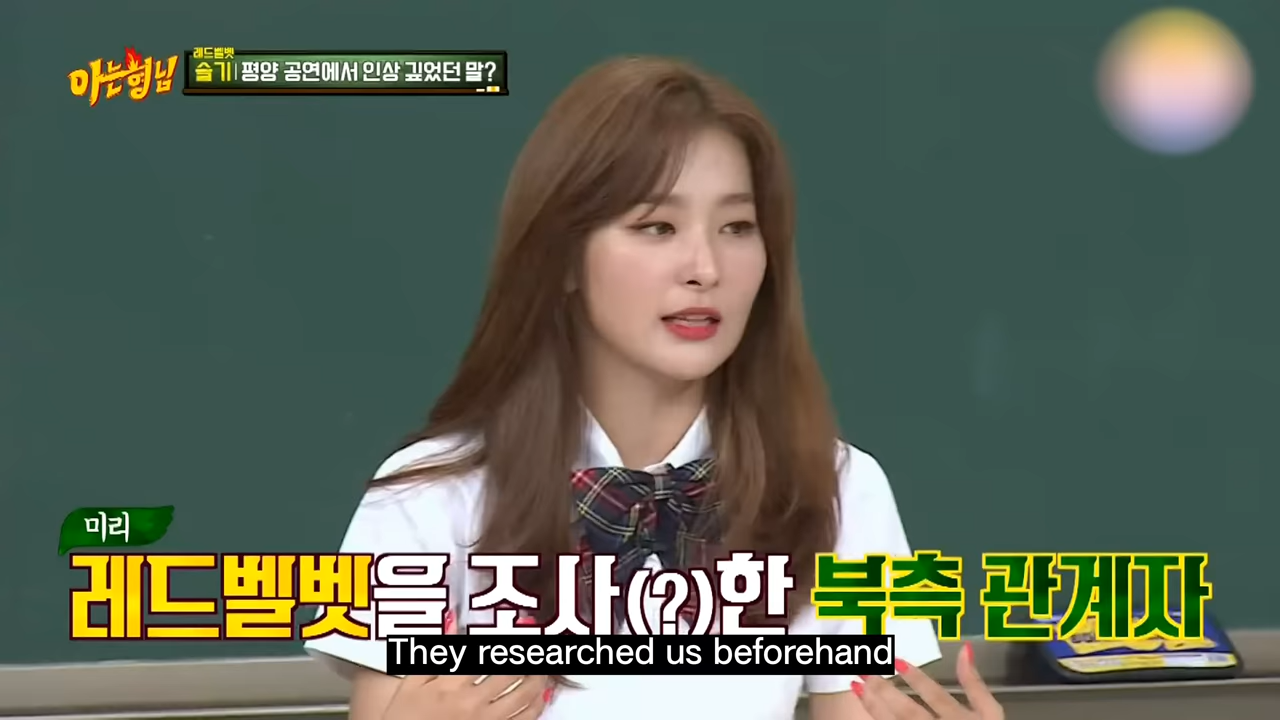 아는형님
레드벨벳
슬기|평양 공연에서 인상 깊었던 말?
미리
레드벨벳을 조사(?)한 북측 관계자
They researched us beforehand